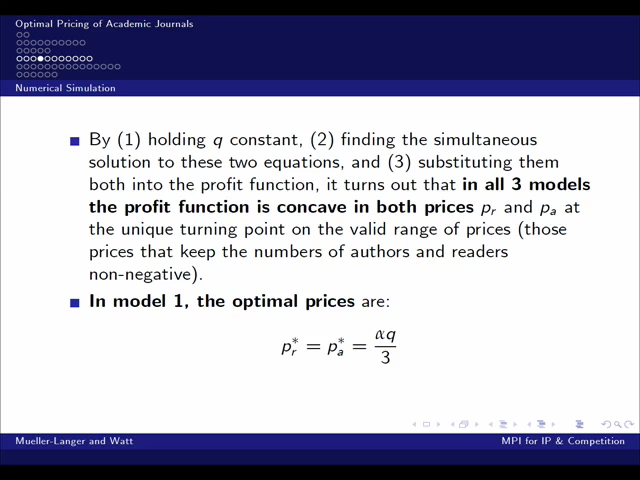 Optimal Pricing of Academic Journals
Numerical Simulation
By (1) holding q constant, (2) finding the simultaneous
solution to these two equations, and (3) substituting them
both into the profit function, it turns out that in all 3 models
the profit function is concave in both prices p_r and p_a at
the unique turning point on the valid range of prices (those
prices that keep the numbers of authors and readers
non-negative).
In model 1, the optimal prices are:
p_r^* = p_a^* = αq/3
Mueller-Langer and Watt MPI for IP & Competition